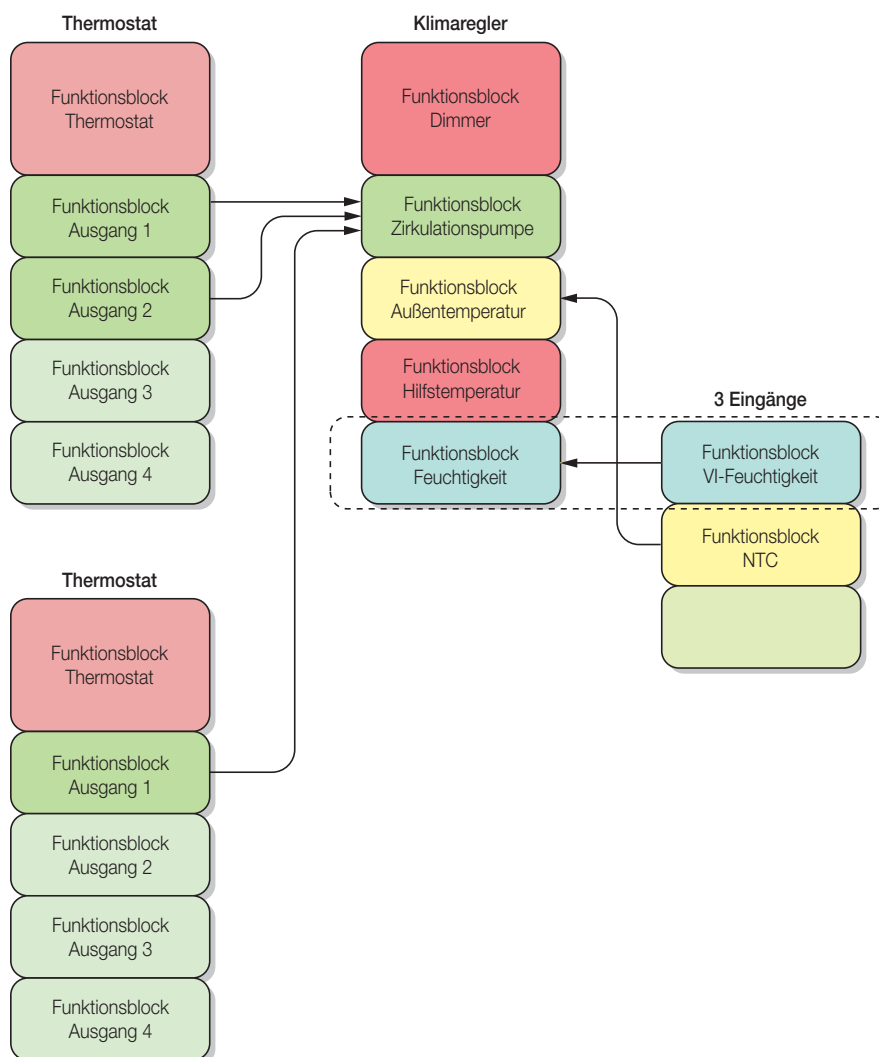 Thermostat
Funktionsblock
Thermostat
Funktionsblock
Ausgang 1
Funktionsblock
Ausgang 2
Funktionsblock
Ausgang 3
Funktionsblock
Ausgang 4
Klimaregler
Funktionsblock
Dimmer
Funktionsblock
Zirkulationspumpe
Funktionsblock
Außentemperatur
Funktionsblock
Hilfstemperatur
Funktionsblock
Feuchtigkeit
3 Eingänge
Funktionsblock
VI-Feuchtigkeit
Funktionsblock
NTC
Thermostat
Funktionsblock
Thermostat
Funktionsblock
Ausgang 1
Funktionsblock
Ausgang 2
Funktionsblock
Ausgang 3
Funktionsblock
Ausgang 4